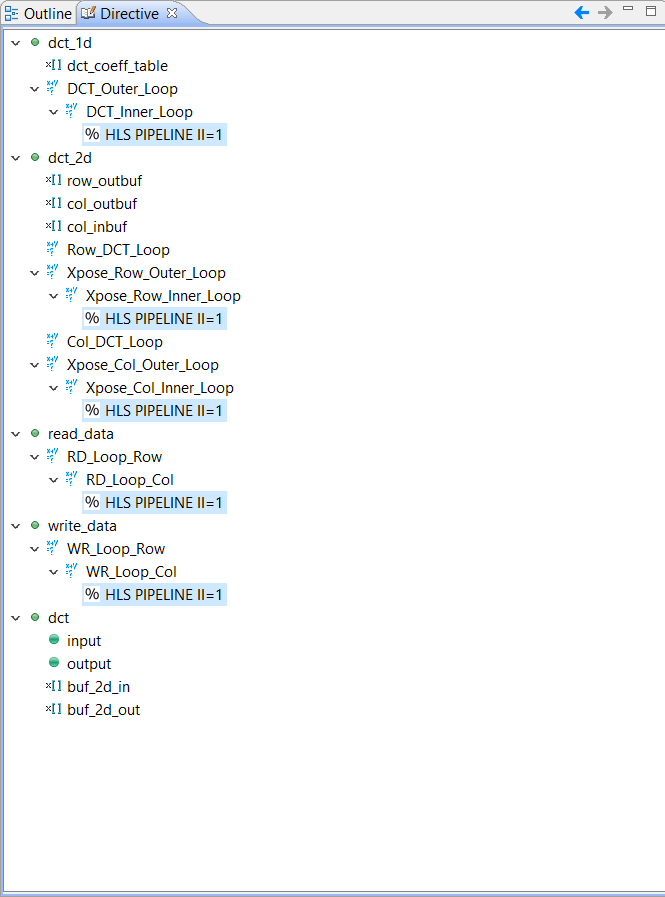 Outline Directive
dct_1d
x[] dct_coeff_table
DCT_Outer_Loop
DCT_Inner_Loop
% HLS PIPELINE II=1
dct_2d
x[] row_outbuf
x[] col_outbuf
x[] col_inbuf
Row_DCT_Loop
Xpose_Row_Outer_Loop
Xpose_Row_Inner_Loop
% HLS PIPELINE II=1
Col_DCT_Loop
Xpose_Col_Outer_Loop
Xpose_Col_Inner_Loop
% HLS PIPELINE II=1
read_data
RD_Loop_Row
RD_Loop_Col
% HLS PIPELINE II=1
write_data
WR_Loop_Row
WR_Loop_Col
% HLS PIPELINE II=1
dct
input
output
x[] buf_2d_in
x[] buf_2d_out